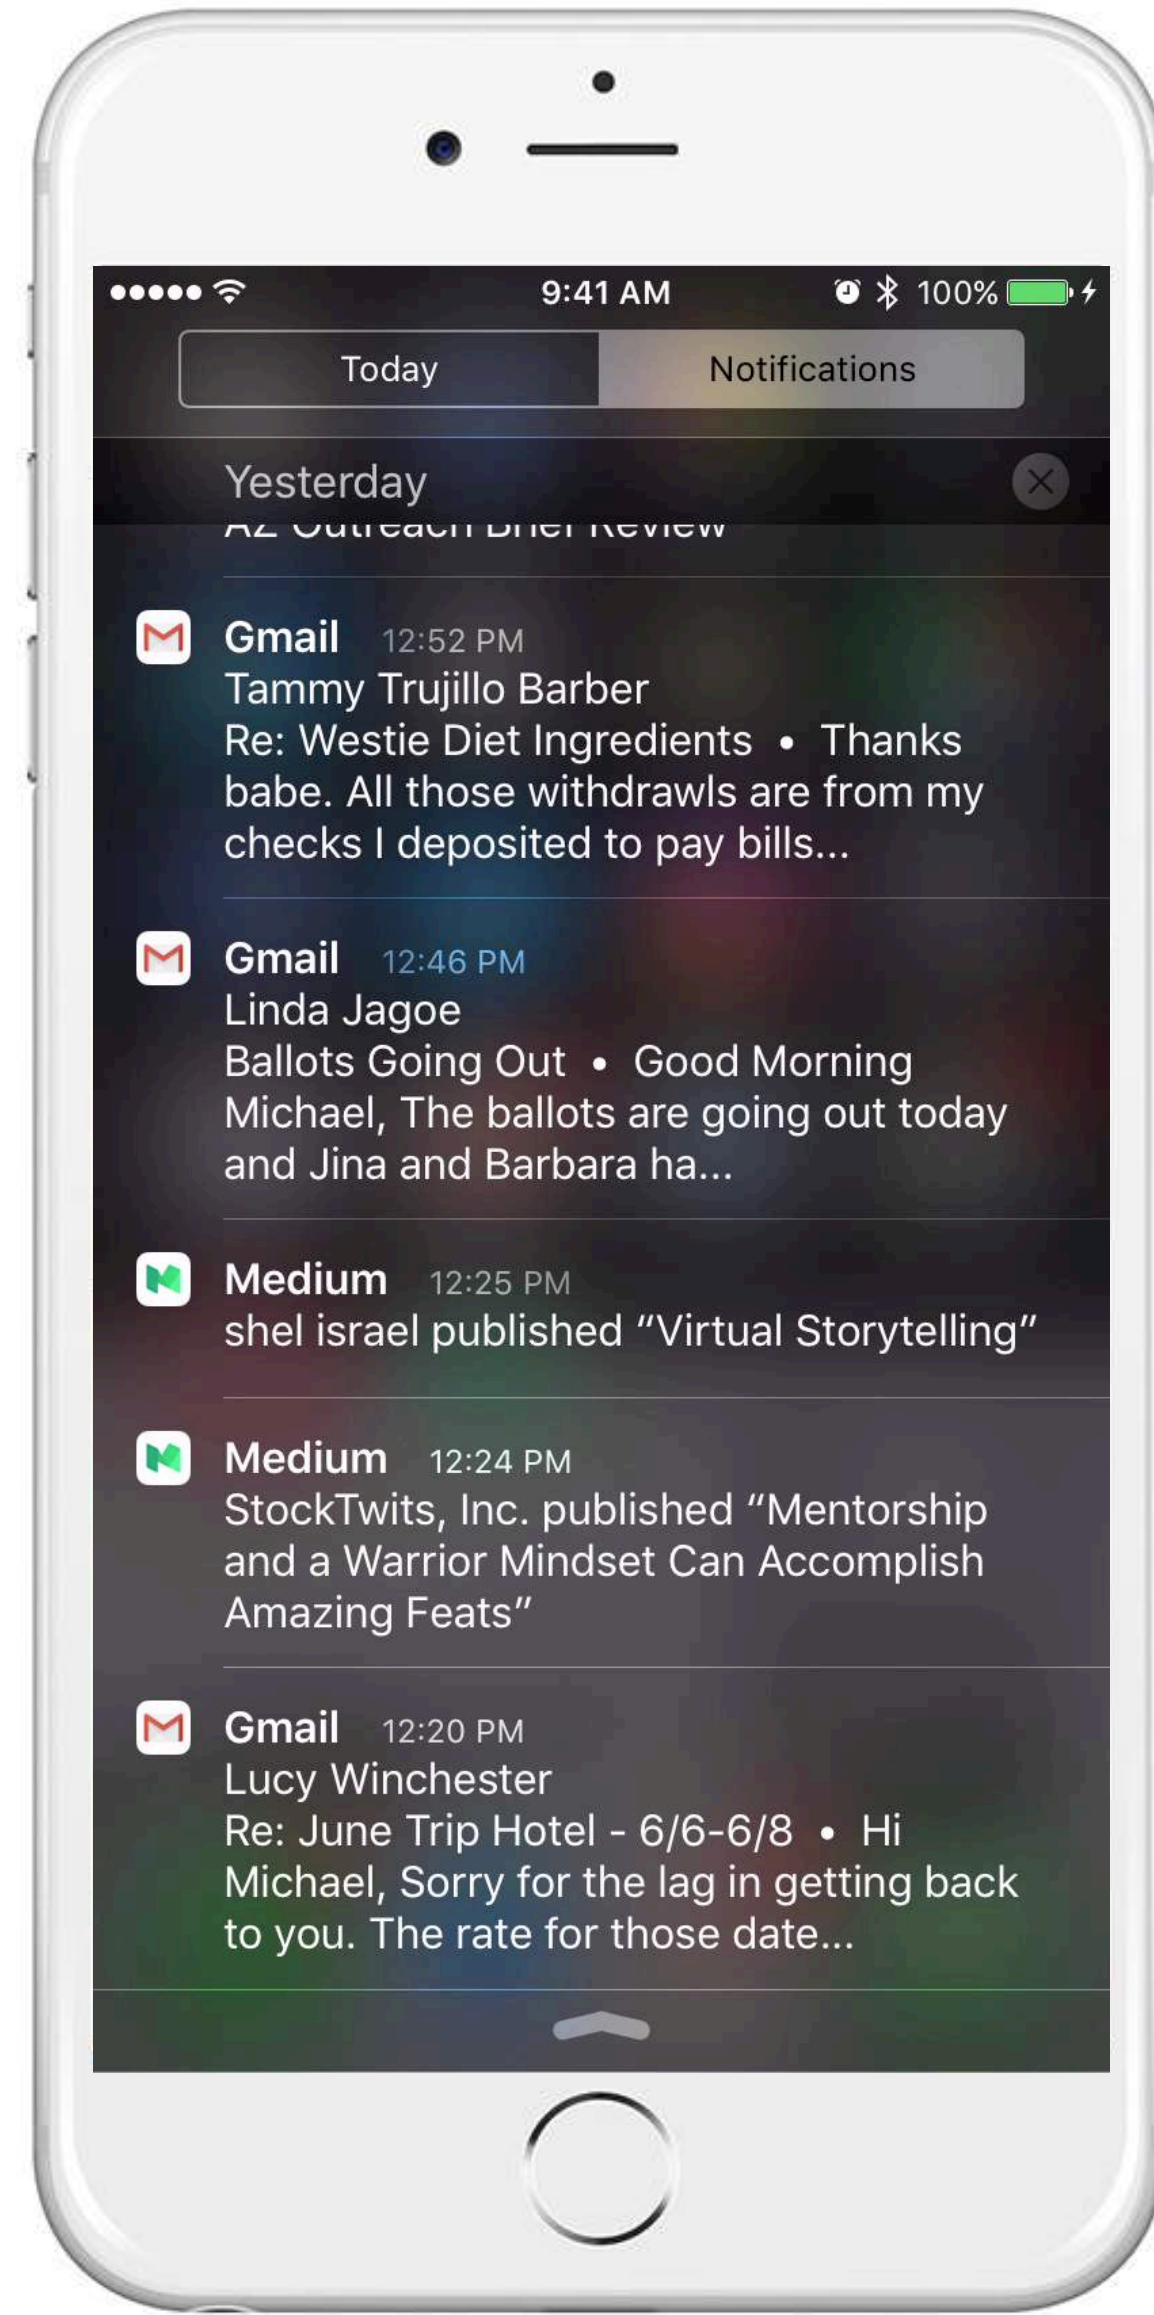 9:41 AM 100%
Today Notifications
Yesterday
AZ Outreach Brief Review
Gmail 12:52 PM
Tammy Trujillo Barber
Re: Westie Diet Ingredients • Thanks
babe. All those withdrawls are from my
checks I deposited to pay bills...
Gmail 12:46 PM
Linda Jagoe
Ballots Going Out • Good Morning
Michael, The ballots are going out today
and Jina and Barbara ha...
Medium 12:25 PM
shel israel published “Virtual Storytelling”
Medium 12:24 PM
StockTwits, Inc. published “Mentorship
and a Warrior Mindset Can Accomplish
Amazing Feats”
Gmail 12:20 PM
Lucy Winchester
Re: June Trip Hotel - 6/6-6/8 • Hi
Michael, Sorry for the lag in getting back
to you. The rate for those date...